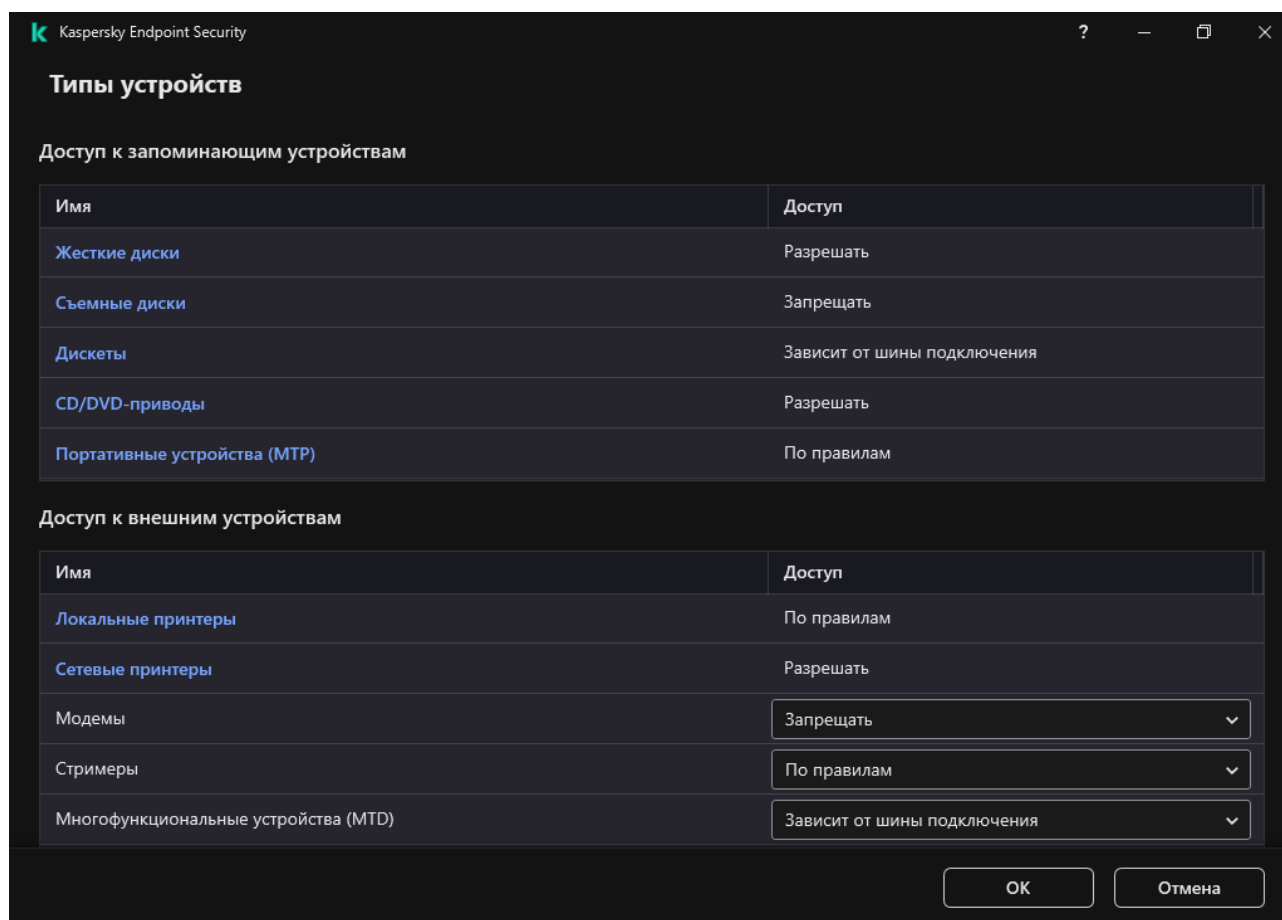 Kaspersky Endpoint Security ?
Типы устройств
Доступ к запоминающим устройствам
Имя Доступ
Жесткие диски Разрешать
Съемные диски Запрещать
Дискеты Зависит от шины подключения
CD/DVD-приводы Разрешать
Портативные устройства (MTP) По правилам
Доступ к внешним устройствам
Имя Доступ
Локальные принтеры По правилам
Сетевые принтеры Разрешать
Модемы Запрещать
Стримеры По правилам
Многофункциональные устройства (MTD) Зависит от шины подключения
ОК Отмена